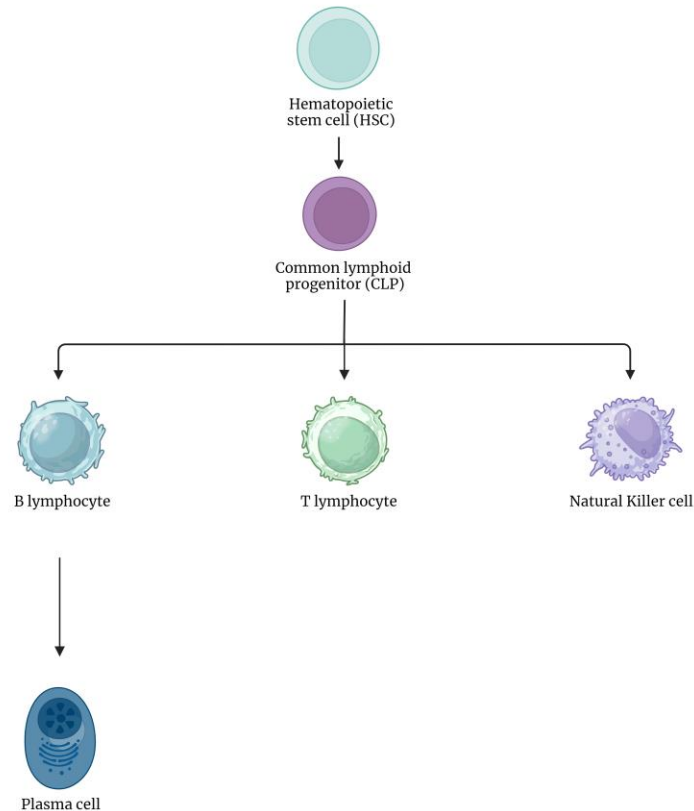 Hematopoietic
stem cell (HSC)
Common lymphoid
progenitor (CLP)
B lymphocyte
T lymphocyte
Natural Killer cell
Plasma cell